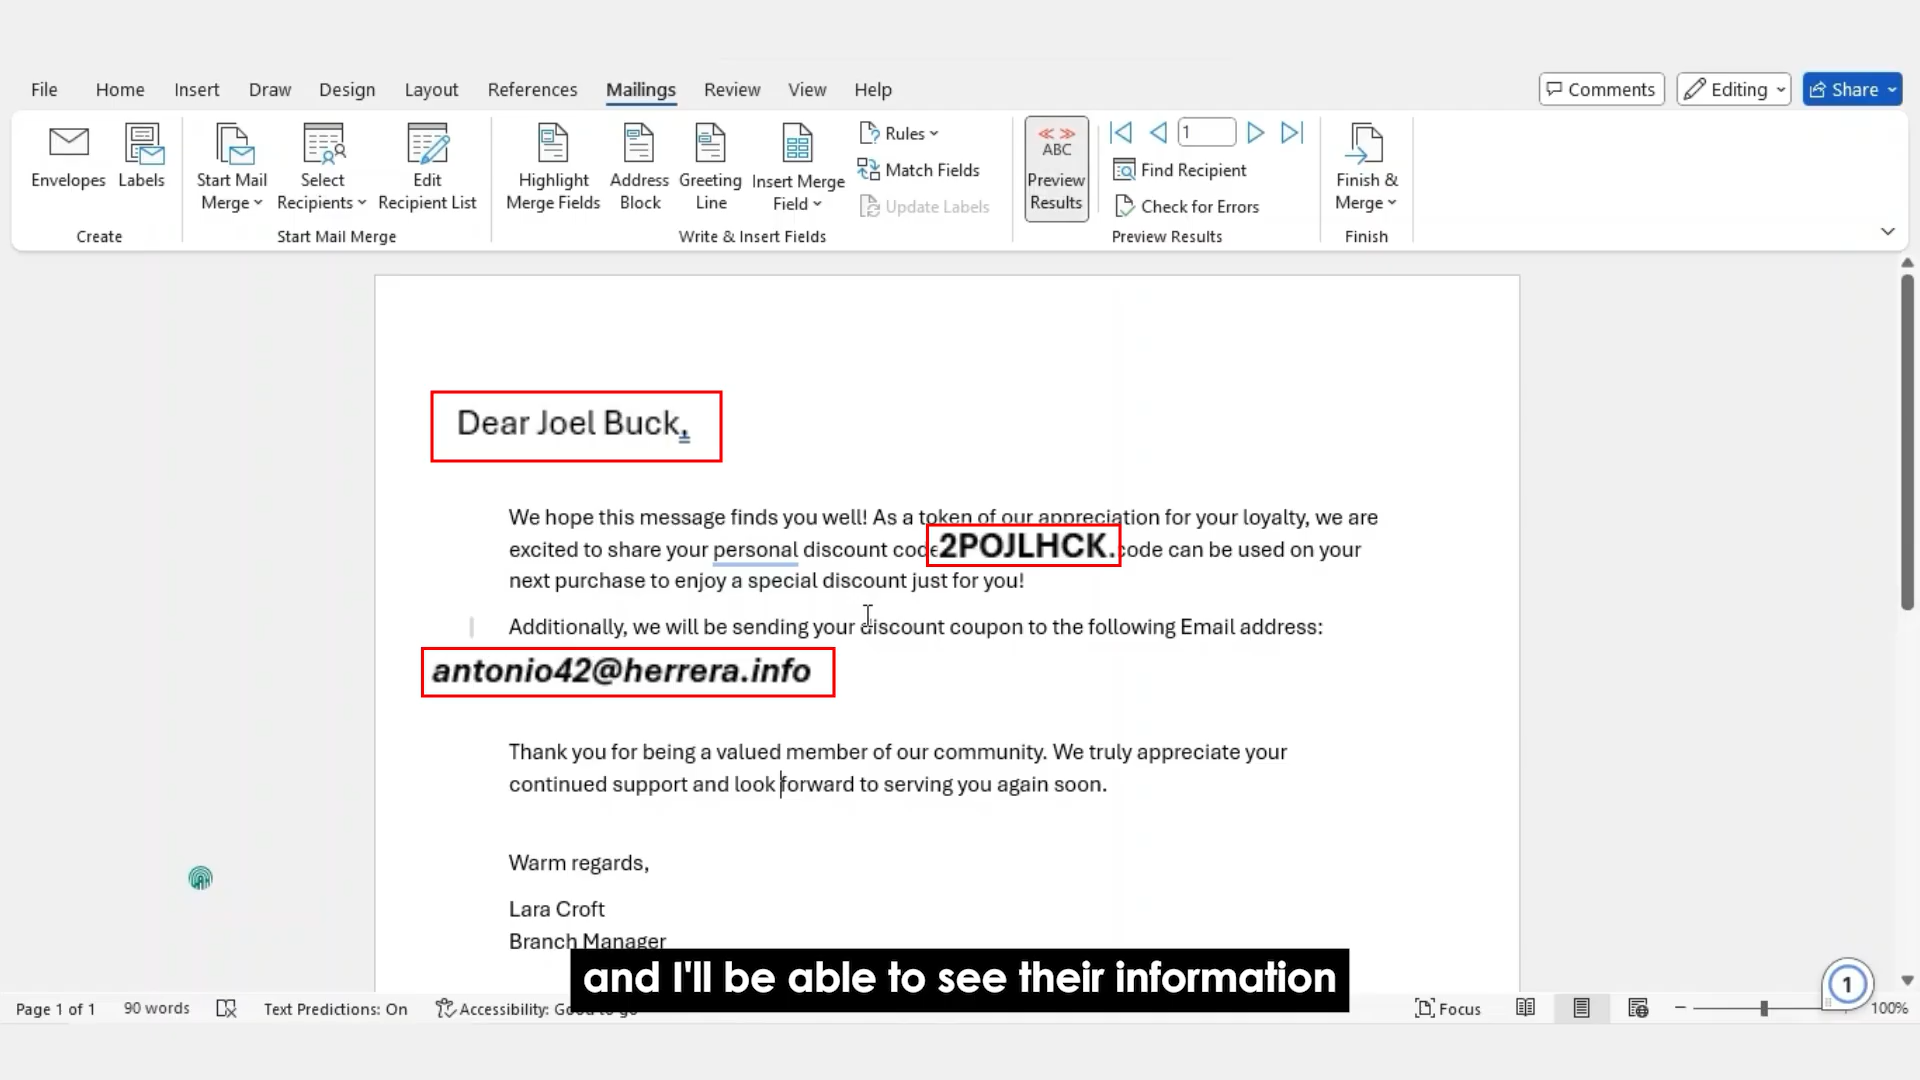 File Home Insert Draw Design Layout References Mailings Review View Help Comments Editing Share
Envelopes
Labels
Create
Start Mail
Merge
Select
Recipients
Edit
Recipient List
Start Mail Merge
Highlight
Merge Fields
Address
Block
Greeting
Line
Insert Merge
Field
Rules
Match Fields
Update Labels
Write & Insert Fields
ABC
Preview
Results
1
Find Recipient
Check for Errors
Preview Results
Finish &
Merge
Finish
Dear Joel Buck,
We hope this message finds you well! As a token of our appreciation for your loyalty, we are
excited to share your personal discount code 2POJLHCK. code can be used on your
next purchase to enjoy a special discount just for you!
Additionally, we will be sending your discount coupon to the following Email address:
antonio42@herrera.info
Thank you for being a valued member of our community. We truly appreciate your
continued support and look forward to serving you again soon.
Warm regards,
Lara Croft
Branch Manager
and I'll be able to see their information
1
Page 1 of 1 90 words Text Predictions: On Accessibility: Good to go Focus 100%